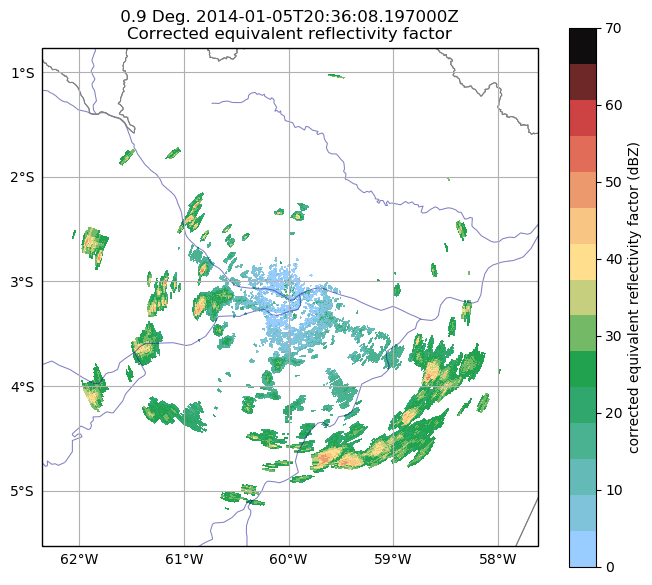 0.9 Deg. 2014-01-05T20:36:08.197000Z
Corrected equivalent reflectivity factor
1°S
2°S
3°S
4°S
5°S
62°W
61°W
60°W
59°W
58°W
70
60
50
40
30
20
10
0
corrected equivalent reflectivity factor (dBZ)